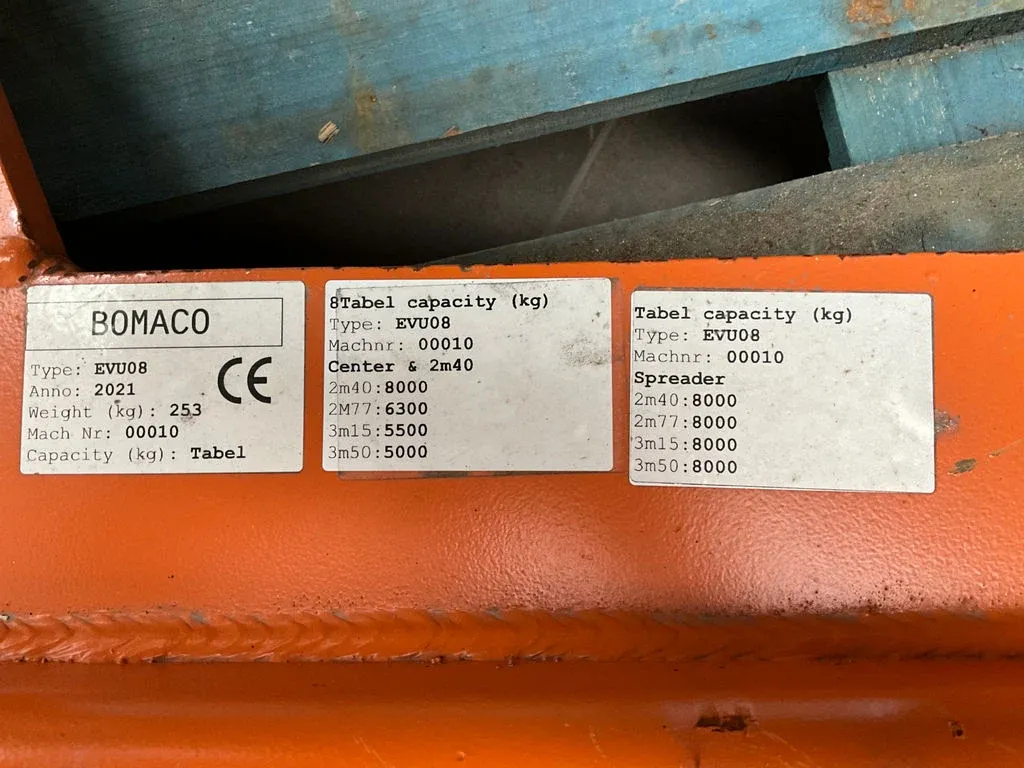 BOMACO
Type: EVU08
Anno: 2021
Weight (kg): 253
Mach Nr: 00010
Capacity (kg): Tabel
CE
8Tabel capacity (kg)
Type: EVU08
Machnr: 00010
Center & 2m40
2m40:8000
2M77:6300
3m15:5500
3m50:5000
Tabel capacity (kg)
Type: EVU08
Machnr: 00010
Spreader
2m40:8000
2m77:8000
3m15:8000
3m50:8000